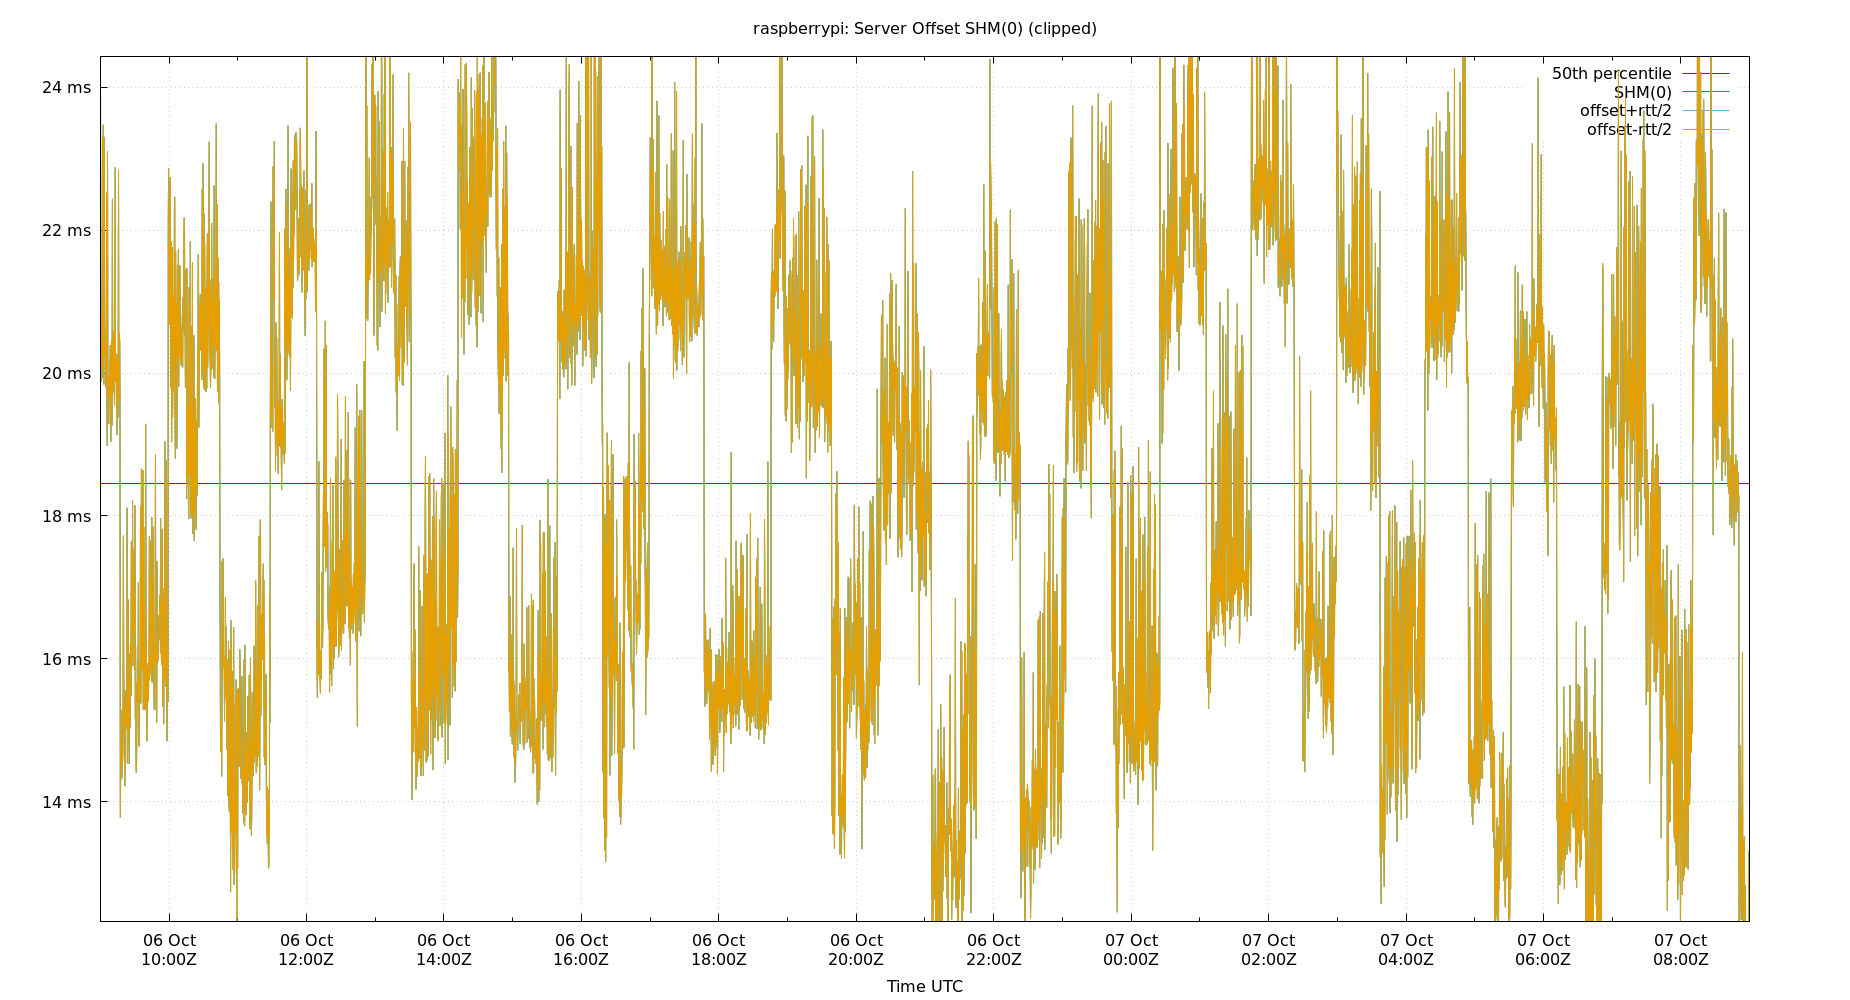 raspberrypi: Server Offset SHM(0) (clipped)
24 ms
22 ms
20 ms
18 ms
16 ms
14 ms
50th percentile
SHM(0)
offset+rtt/2
offset-rtt/2
06 Oct 06 Oct 06 Oct 06 Oct 06 Oct 06 Oct 06 Oct 07 Oct 07 Oct 07 Oct 07 Oct 07 Oct
10:00Z 12:00Z 14:00Z 16:00Z 18:00Z 20:00Z 22:00Z 00:00Z 02:00Z 04:00Z 06:00Z 08:00Z
Time UTC